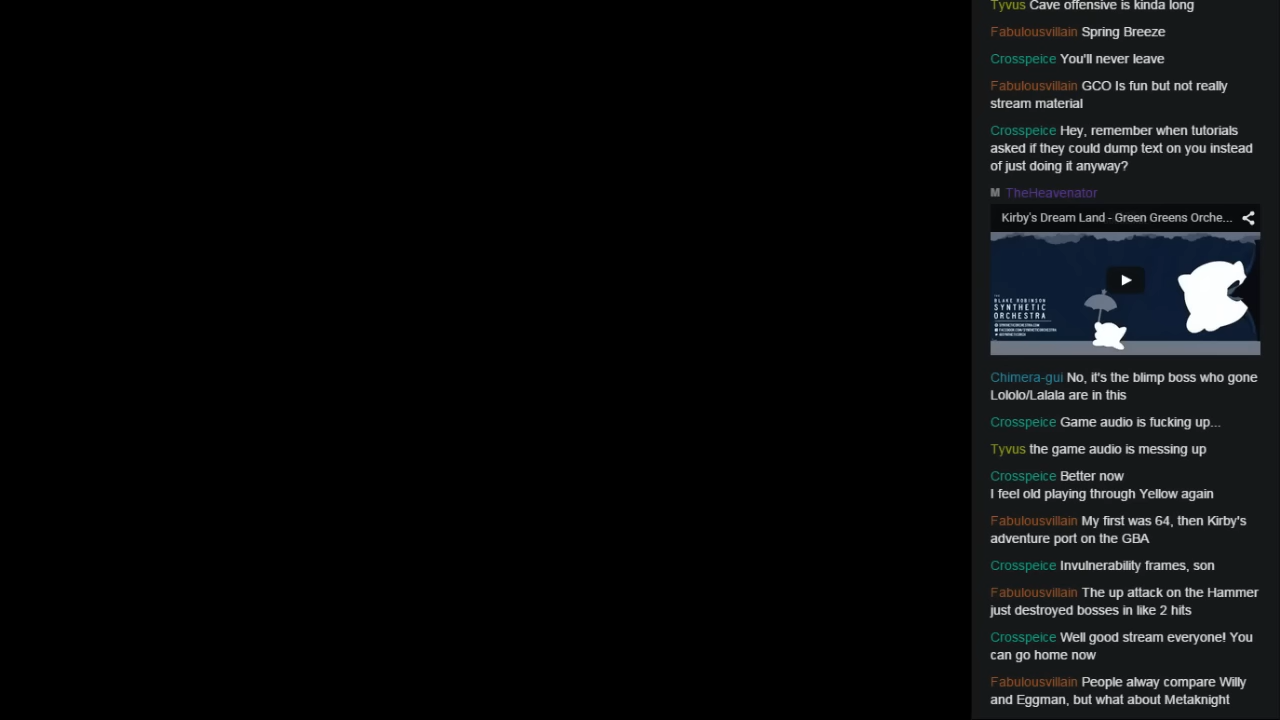 Tyvus Cave offensive is kinda long
Fabulousvillain Spring Breeze
Crosspeice You'll never leave
Fabulousvillain GCO Is fun but not really
stream material
Crosspeice Hey, remember when tutorials
asked if they could dump text on you instead
of just doing it anyway?
M TheHeavenator
Kirby's Dream Land - Green Greens Orche...
BLAKE ROBINSON
SYNTHETIC
ORCHESTRA
Chimera-gui No, it's the blimp boss who gone
Lololo/Lalala are in this
Crosspeice Game audio is fucking up...
Tyvus the game audio is messing up
Crosspeice Better now
I feel old playing through Yellow again
Fabulousvillain My first was 64, then Kirby's
adventure port on the GBA
Crosspeice Invulnerability frames, son
Fabulousvillain The up attack on the Hammer
just destroyed bosses in like 2 hits
Crosspeice Well good stream everyone! You
can go home now
Fabulousvillain People alway compare Willy
and Eggman, but what about Metaknight